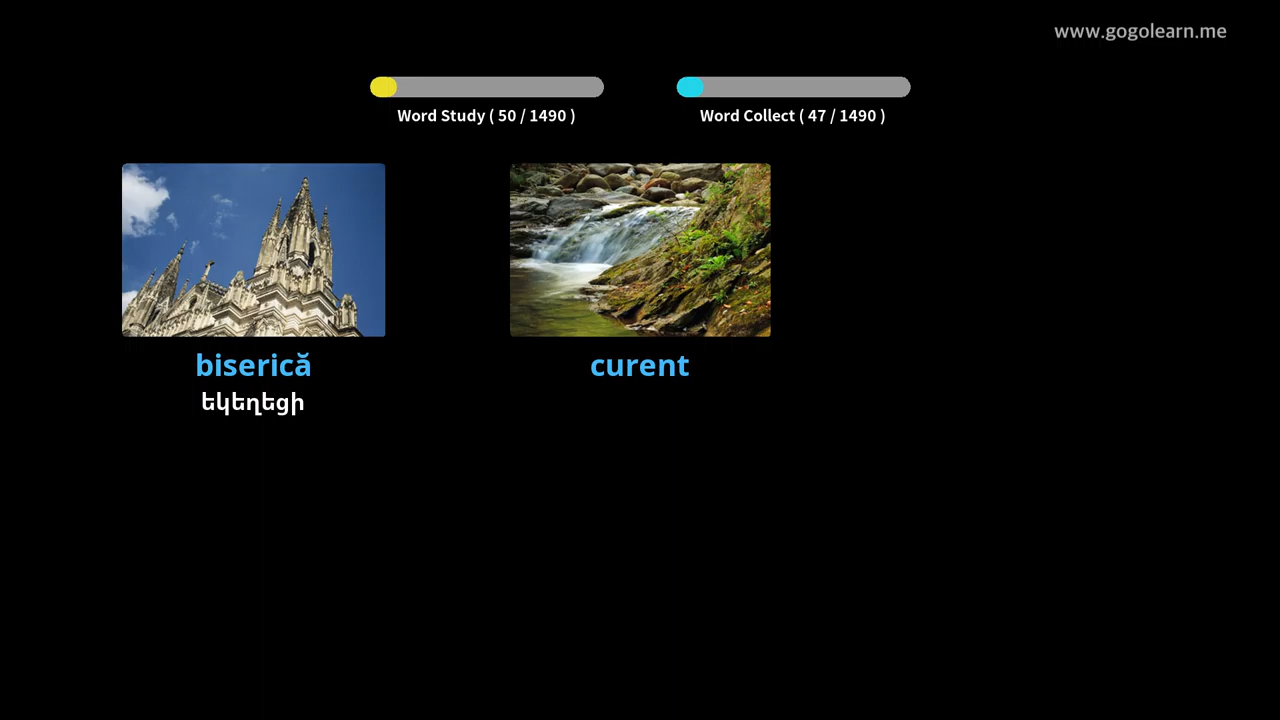 www.gogolearn.me
Word Study ( 50 / 1490 )
Word Collect ( 47 / 1490 )
biserică
եկեղեցի
curent